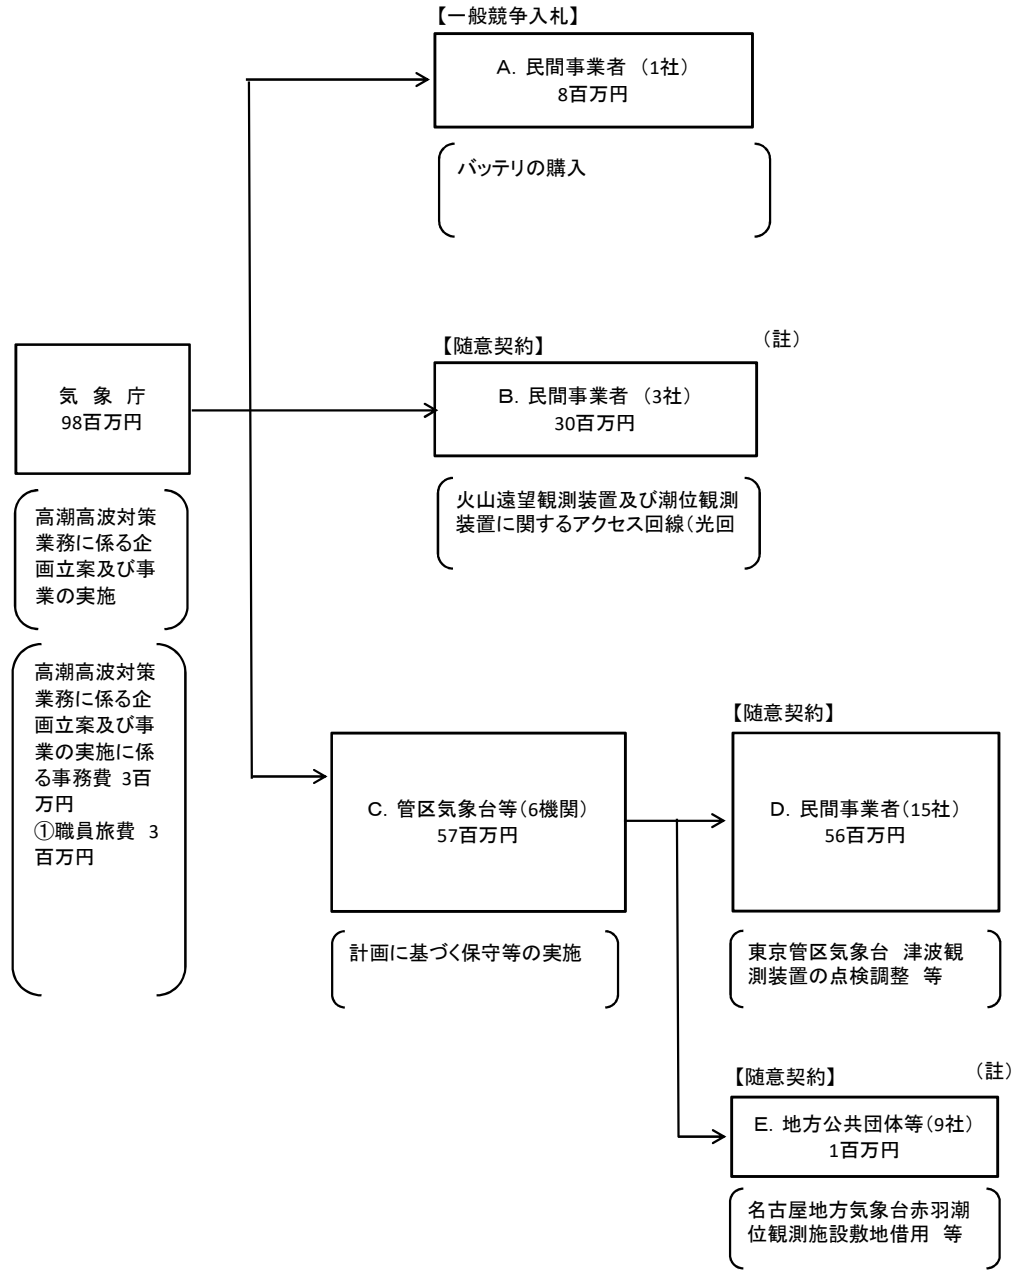 【一般競争入札】
A. 民間事業者 （1社）
8百万円
バッテリの購入
【随意契約】
（註）
B. 民間事業者 （3社）
30百万円
火山遠望観測装置及び潮位観測
装置に関するアクセス回線（光回
気 象 庁
98百万円
高潮高波対策
業務に係る企
画立案及び事
業の実施
高潮高波対策
業務に係る企
画立案及び事
業の実施に係
る事務費 3百
万円
①職員旅費 3
百万円
C. 管区気象台等（6機関）
57百万円
計画に基づく保守等の実施
【随意契約】
D. 民間事業者（15社）
56百万円
東京管区気象台 津波観
測装置の点検調整 等
【随意契約】
（註）
E. 地方公共団体等（9社）
1百万円
名古屋地方気象台赤羽潮
位観測施設敷地借用 等